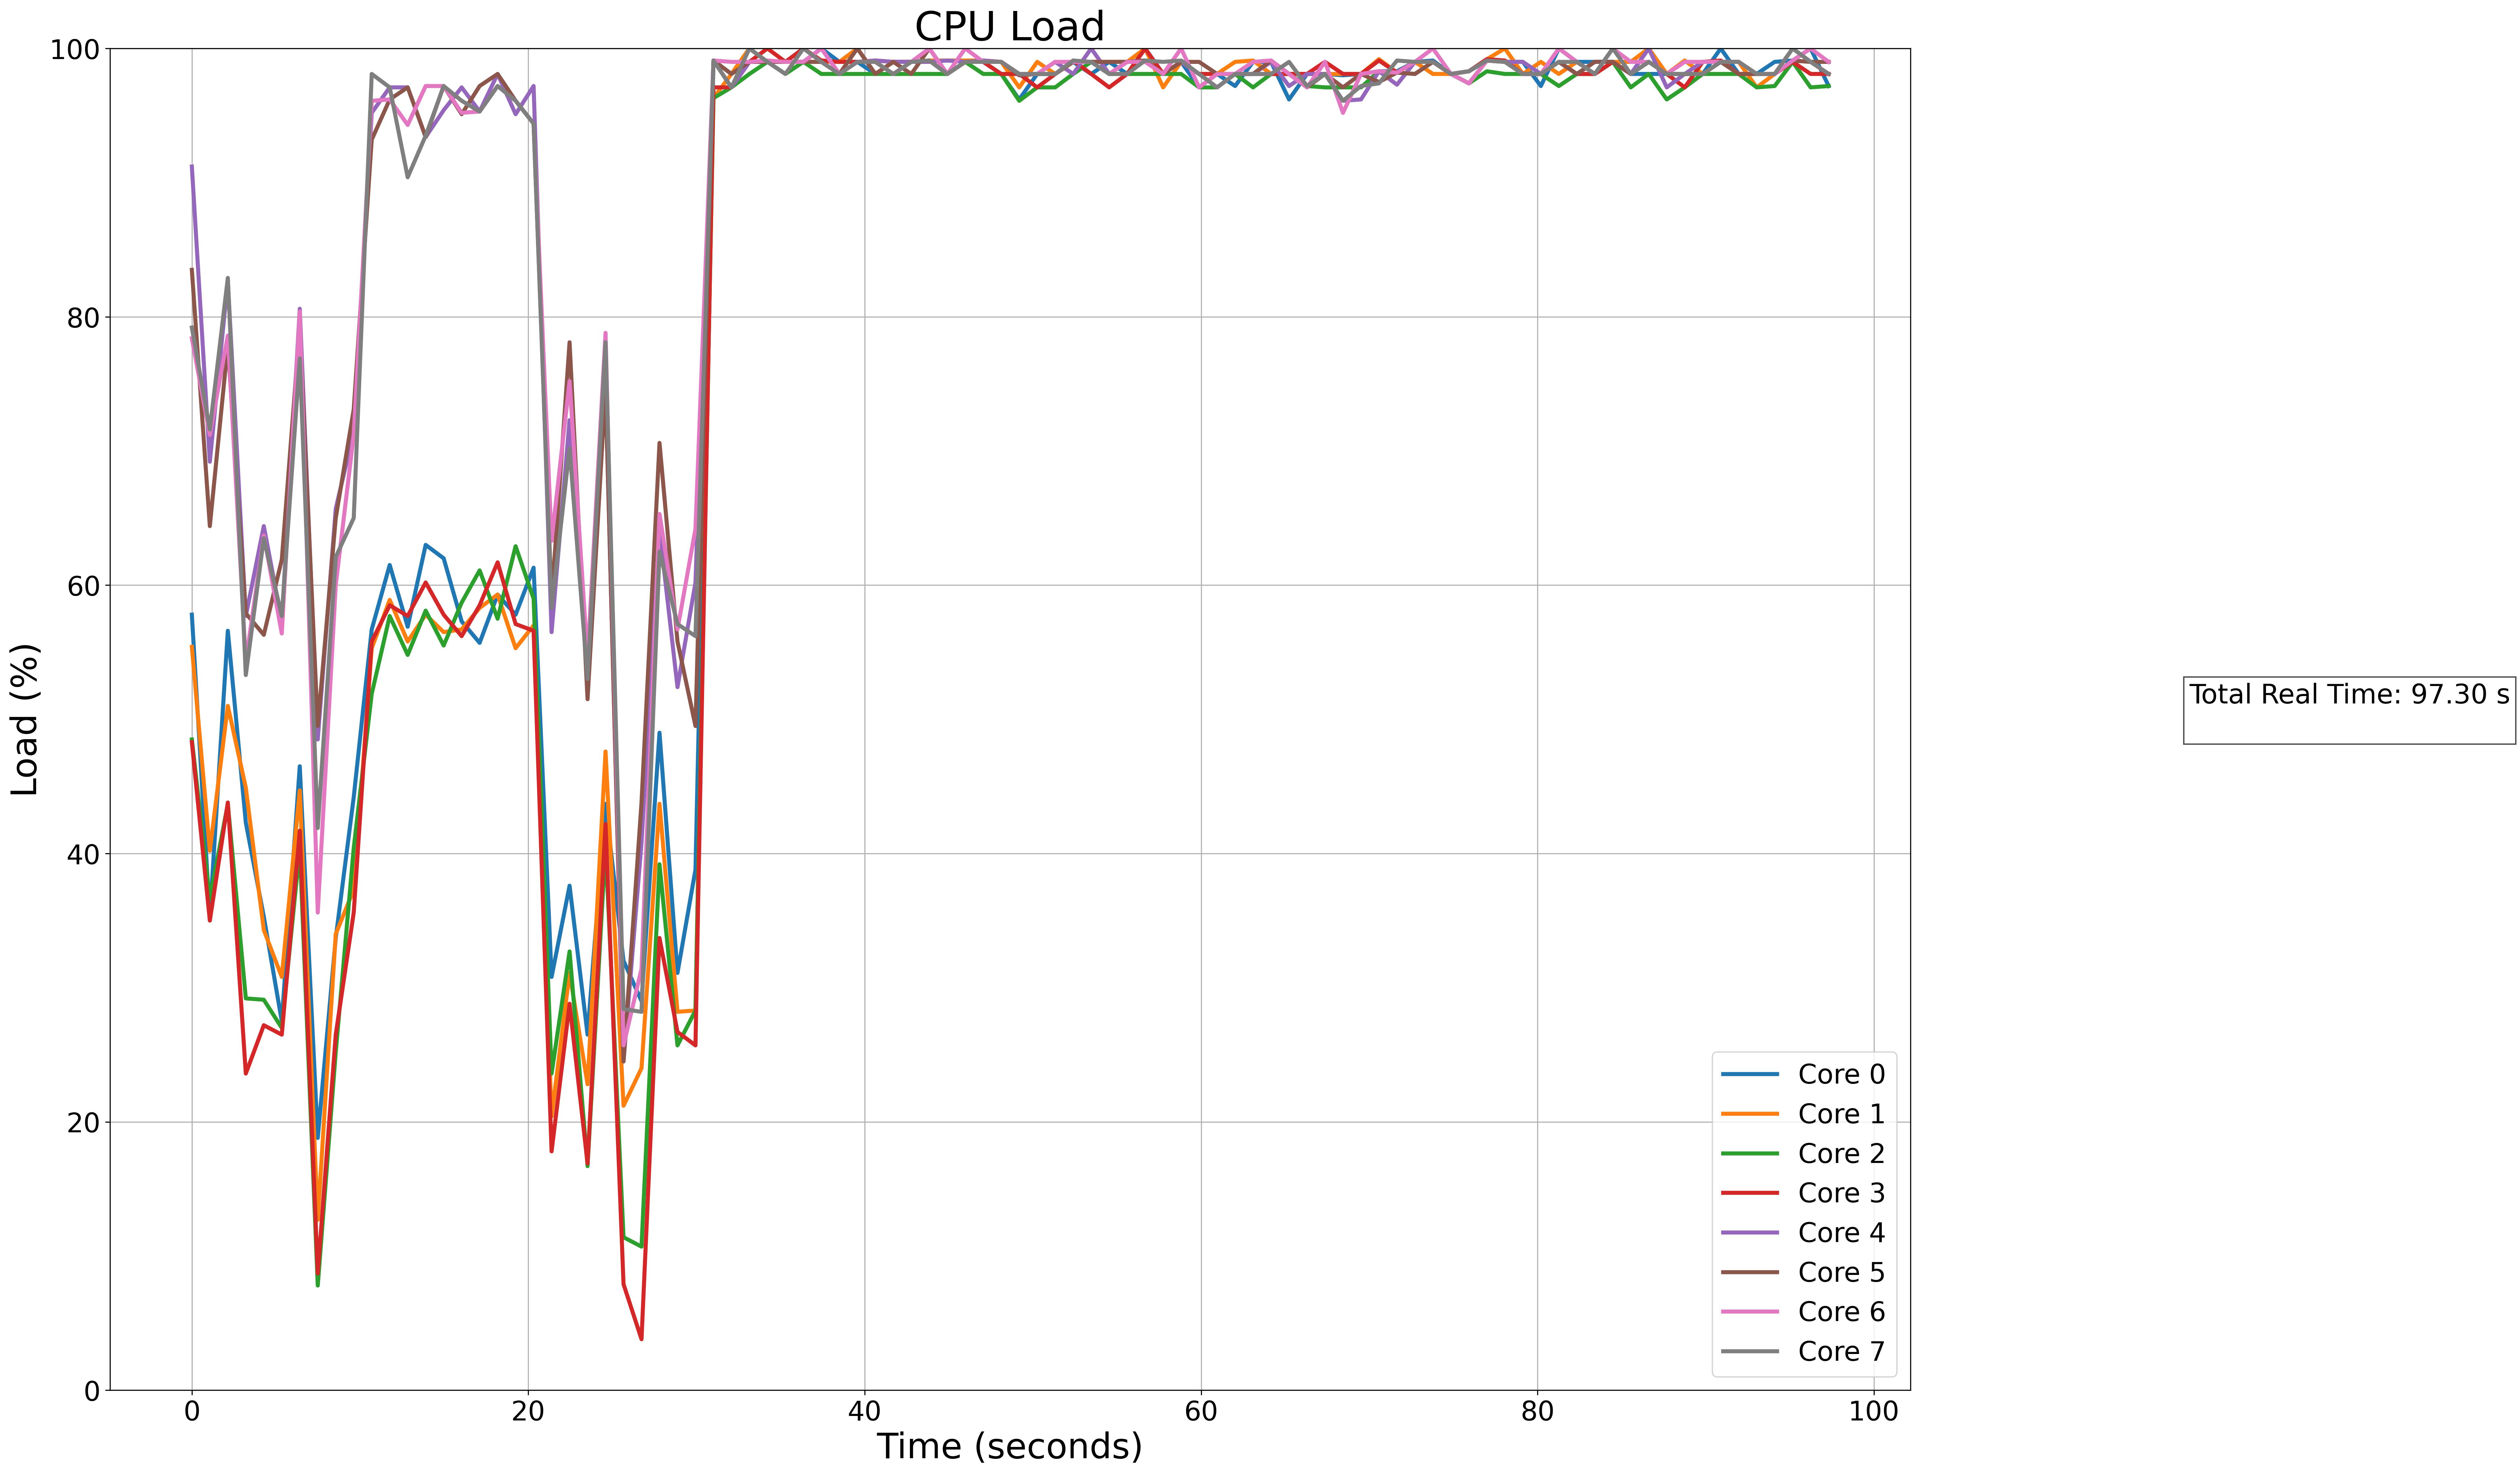 CPU Load
Load (%)
100
80
60
40
20
0
0 20 40 60 80 100
Time (seconds)
Core 0
Core 1
Core 2
Core 3
Core 4
Core 5
Core 6
Core 7
Total Real Time: 97.30 s